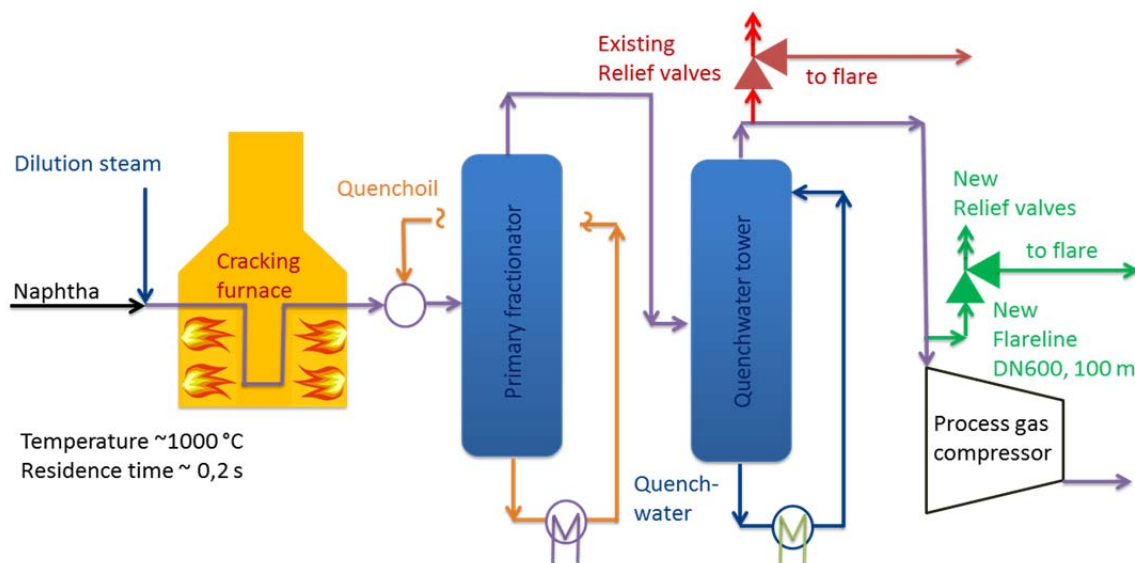 Existing
Relief valves
to flare
Dilution steam
Quenchoil
Cracking
furnace
Naphtha
Primary fractionator
Quenchwater tower
New
Relief valves
to flare
New
Flareline
DN600, 100 m
Process gas
compressor
Temperature ~1000 °C
Residence time ~ 0,2 s
Quench-
water